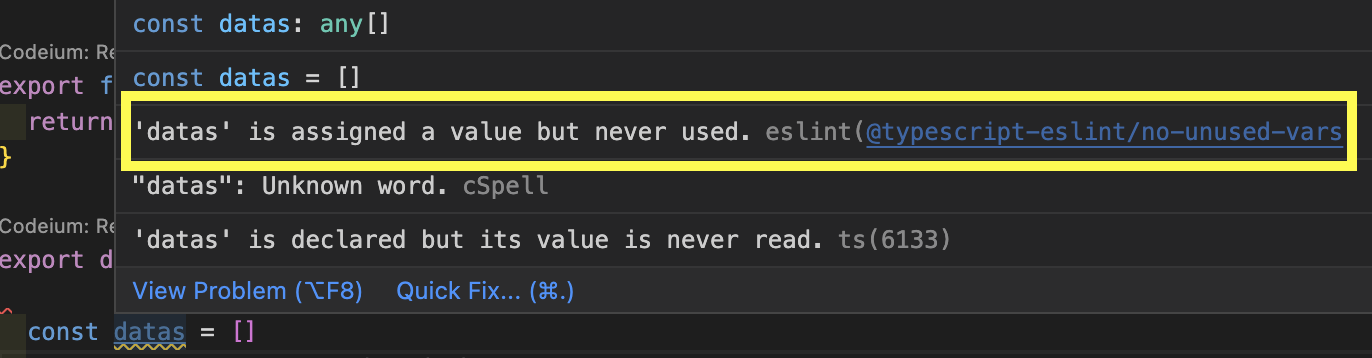 const datas: any[]
Codeium: Re
const datas = []
export f
return
'datas' is assigned a value but never used. eslint(@typescript-eslint/no-unused-vars
}
"datas": Unknown word. cSpell
Codeium: Re
'datas' is declared but its value is never read. ts(6133)
export d
View Problem (⌥F8) Quick Fix... (⌘.)
const datas = []